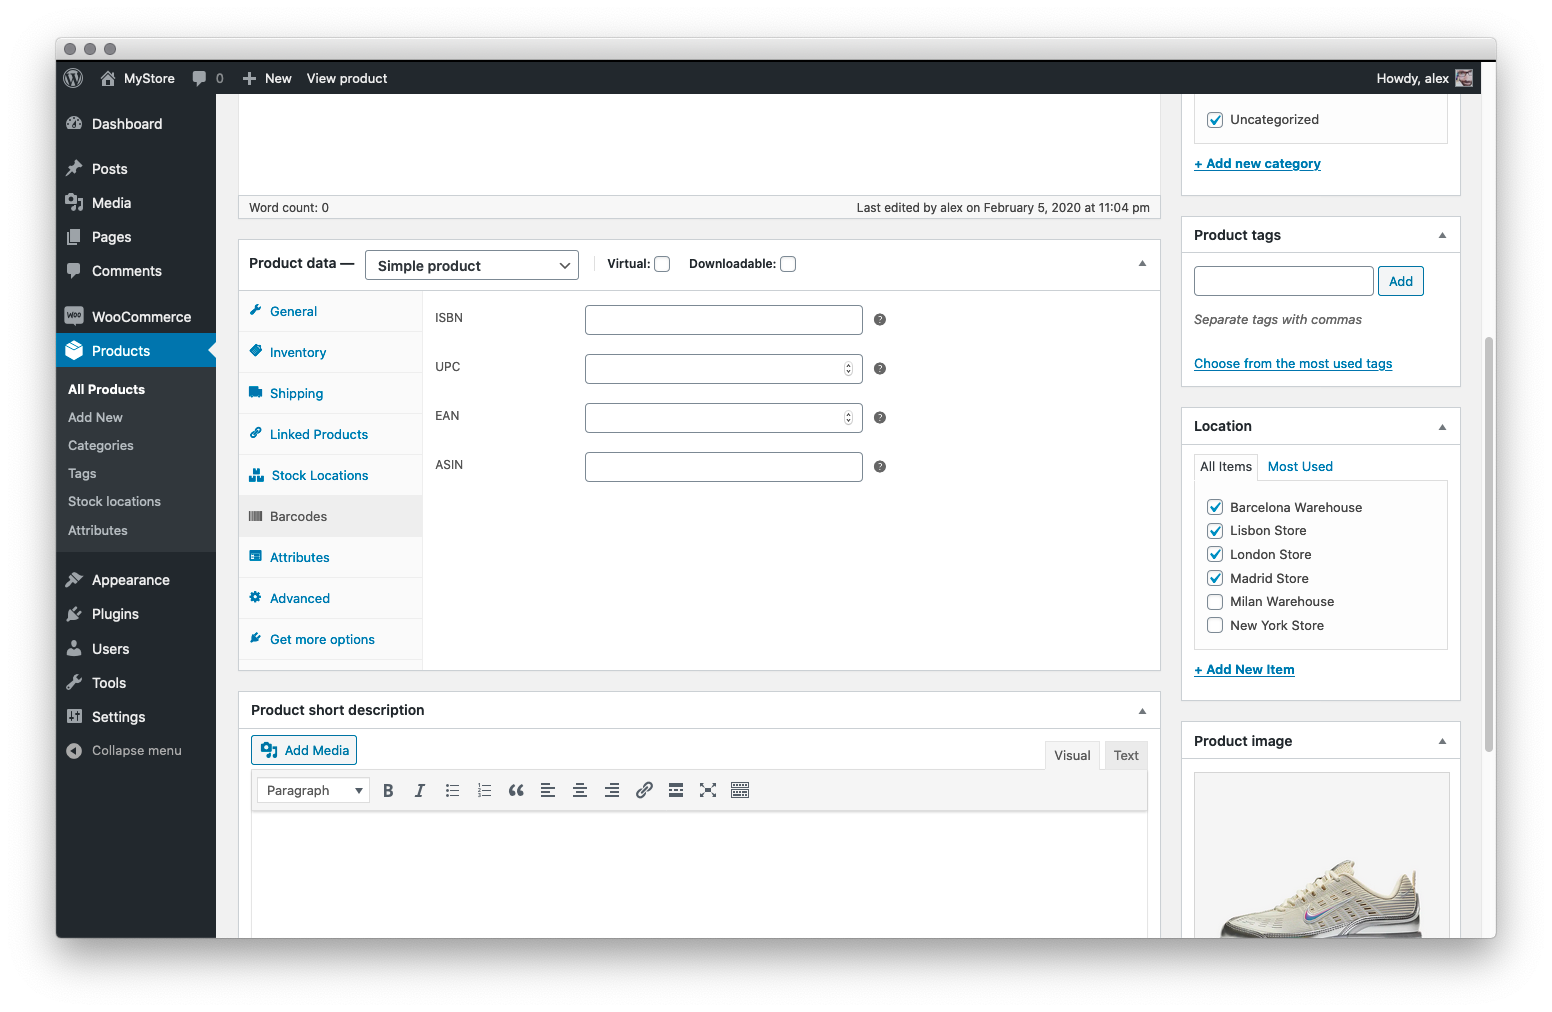 MyStore 0 New View product Howdy, alex
Dashboard
Posts
Media
Pages
Comments
WooCommerce
Products
All Products
Add New
Categories
Tags
Stock locations
Attributes
Appearance
Plugins
Users
Tools
Settings
Collapse menu
Word count: 0 Last edited by alex on February 5, 2020 at 11:04 pm
Product data — Simple product Virtual: Downloadable:
General
Inventory
Shipping
Linked Products
Stock Locations
Barcodes
Attributes
Advanced
Get more options
ISBN
UPC
EAN
ASIN
Product short description
Add Media Visual Text
Paragraph
Uncategorized
+ Add new category
Product tags
Add
Separate tags with commas
Choose from the most used tags
Location
All Items Most Used
Barcelona Warehouse
Lisbon Store
London Store
Madrid Store
Milan Warehouse
New York Store
+ Add New Item
Product image